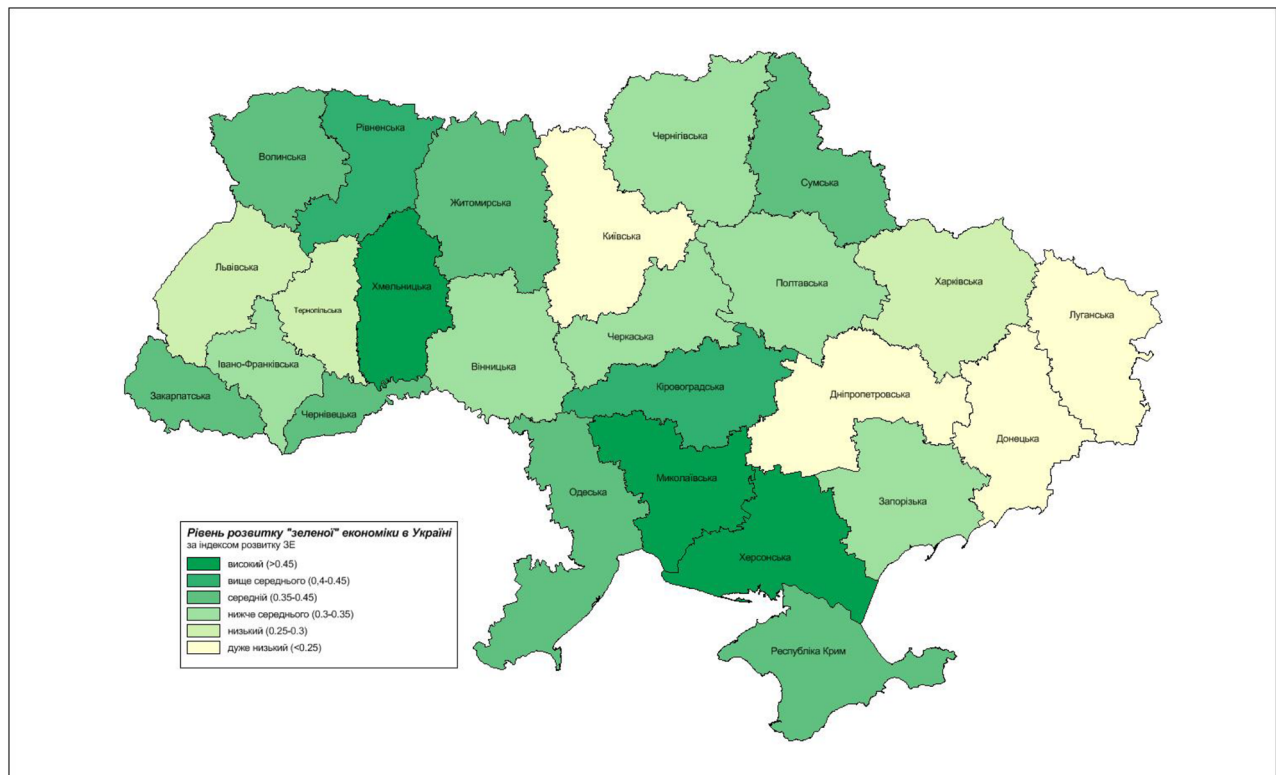 Чернігівська
Рівненська
Волинська
Сумська
Житомирська
Київська
Львівська
Хмельницька
Полтавська
Харківська
Тернопільська
Луганська
Черкаська
Івано-Франківська
Вінницька
Кіровоградська
Закарпатська
Дніпропетровська
Чернівецька
Донецька
Миколаївська
Одеська
Запорізька
Херсонська
Республіка Крим
Рівень розвитку "зеленої" економіки в Україні
за індексом розвитку ЗЕ
високий (>0.45)
вище середнього (0,4-0.45)
середній (0.35-0.45)
нижче середнього (0.3-0.35)
низький (0.25-0.3)
дуже низький (<0.25)